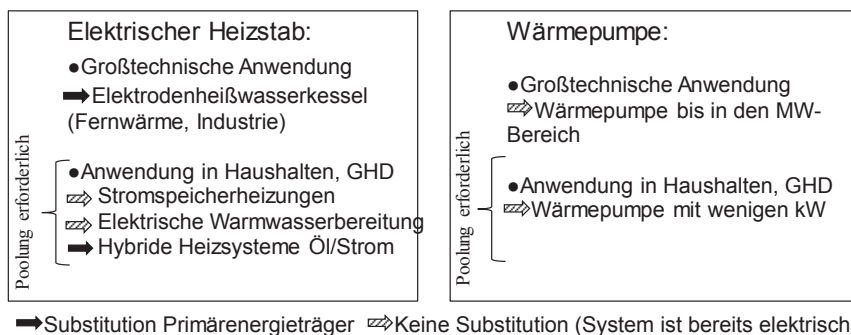 Elektrischer Heizstab:
●Großtechnische Anwendung
Elektrodenheißwasserkessel
(Fernwärme, Industrie)
Poolung erforderlich
●Anwendung in Haushalten, GHD
Stromspeicherheizungen
Elektrische Warmwasserbereitung
Hybride Heizsysteme Öl/Strom
Wärmepumpe:
●Großtechnische Anwendung
Wärmepumpe bis in den MW-
Bereich
Poolung erforderlich
●Anwendung in Haushalten, GHD
Wärmepumpe mit wenigen kW
Substitution Primärenergieträger Keine Substitution (System ist bereits elektrisch